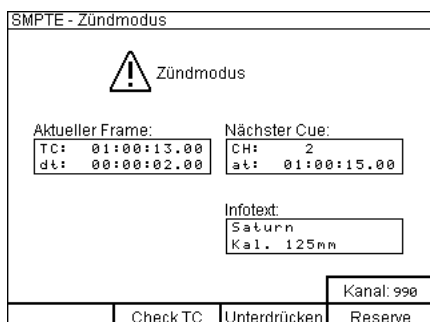 SMPTE - Zündmodus
Zündmodus
Aktueller Frame:
TC: 01:00:13.00
dt: 00:00:02.00
Nächster Cue:
CH: 2
at: 01:00:15.00
Infotext:
Saturn
Kal. 125mm
Kanal: 990
Check TC Unterdrücken Reserve